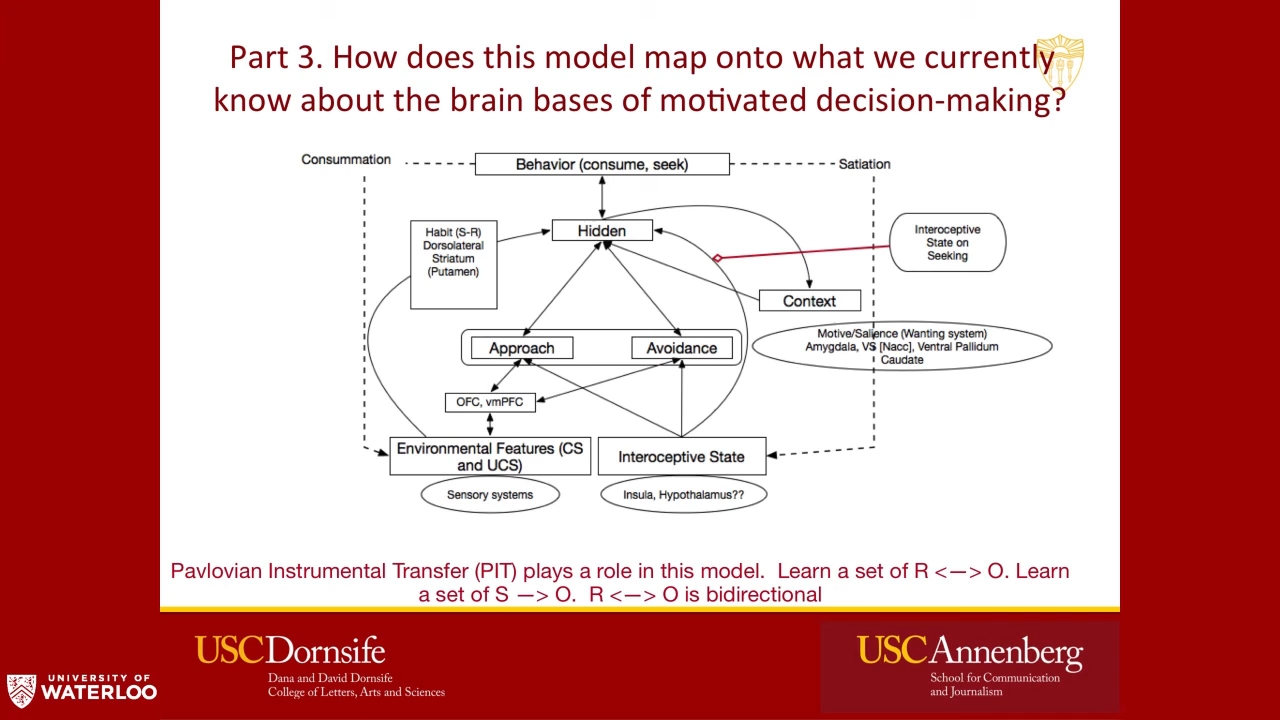 Part 3. How does this model map onto what we currently
know about the brain bases of motivated decision-making?
Consummation
Behavior (consume, seek)
Satiation
Habit (S-R)
Dorsolateral
Striatum
(Putamen)
Hidden
Interoceptive
State on
Seeking
Context
Motive/Salience (Wanting system)
Amygdala, VS [Nacc], Ventral Pallidum
Caudate
Approach
Avoidance
OFC, vmPFC
Environmental Features (CS
and UCS)
Interoceptive State
Sensory systems
Insula, Hypothalamus??
Pavlovian Instrumental Transfer (PIT) plays a role in this model.  Learn a set of R <—> O. Learn
a set of S —> O.  R <—> O is bidirectional
USCDornsife
Dana and David Dornsife
College of Letters, Arts and Sciences
USCAnnenberg
School for Communication
and Journalism
UNIVERSITY OF
WATERLOO